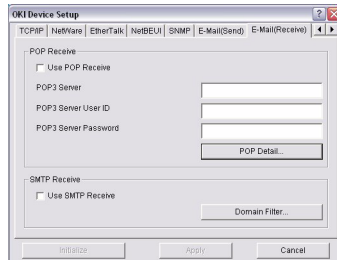 OKI Device Setup
TCP/IP NetWare EtherTalk NetBEUI SNMP E-Mail(Send) E-Mail(Receive)
POP Receive
Use POP Receive
POP3 Server
POP3 Server User ID
POP3 Server Password
POP Detail...
SMTP Receive
Use SMTP Receive
Domain Filter...
Initialize Apply Cancel